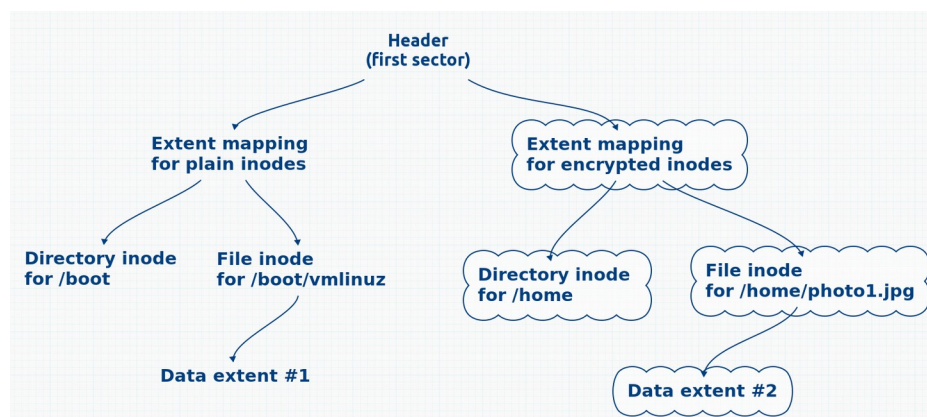 Header
(first sector)
Extent mapping
for plain inodes
Extent mapping
for encrypted inodes
Directory inode
for /boot
File inode
for /boot/vmlinuz
Directory inode
for /home
File inode
for /home/photo1.jpg
Data extent #1
Data extent #2